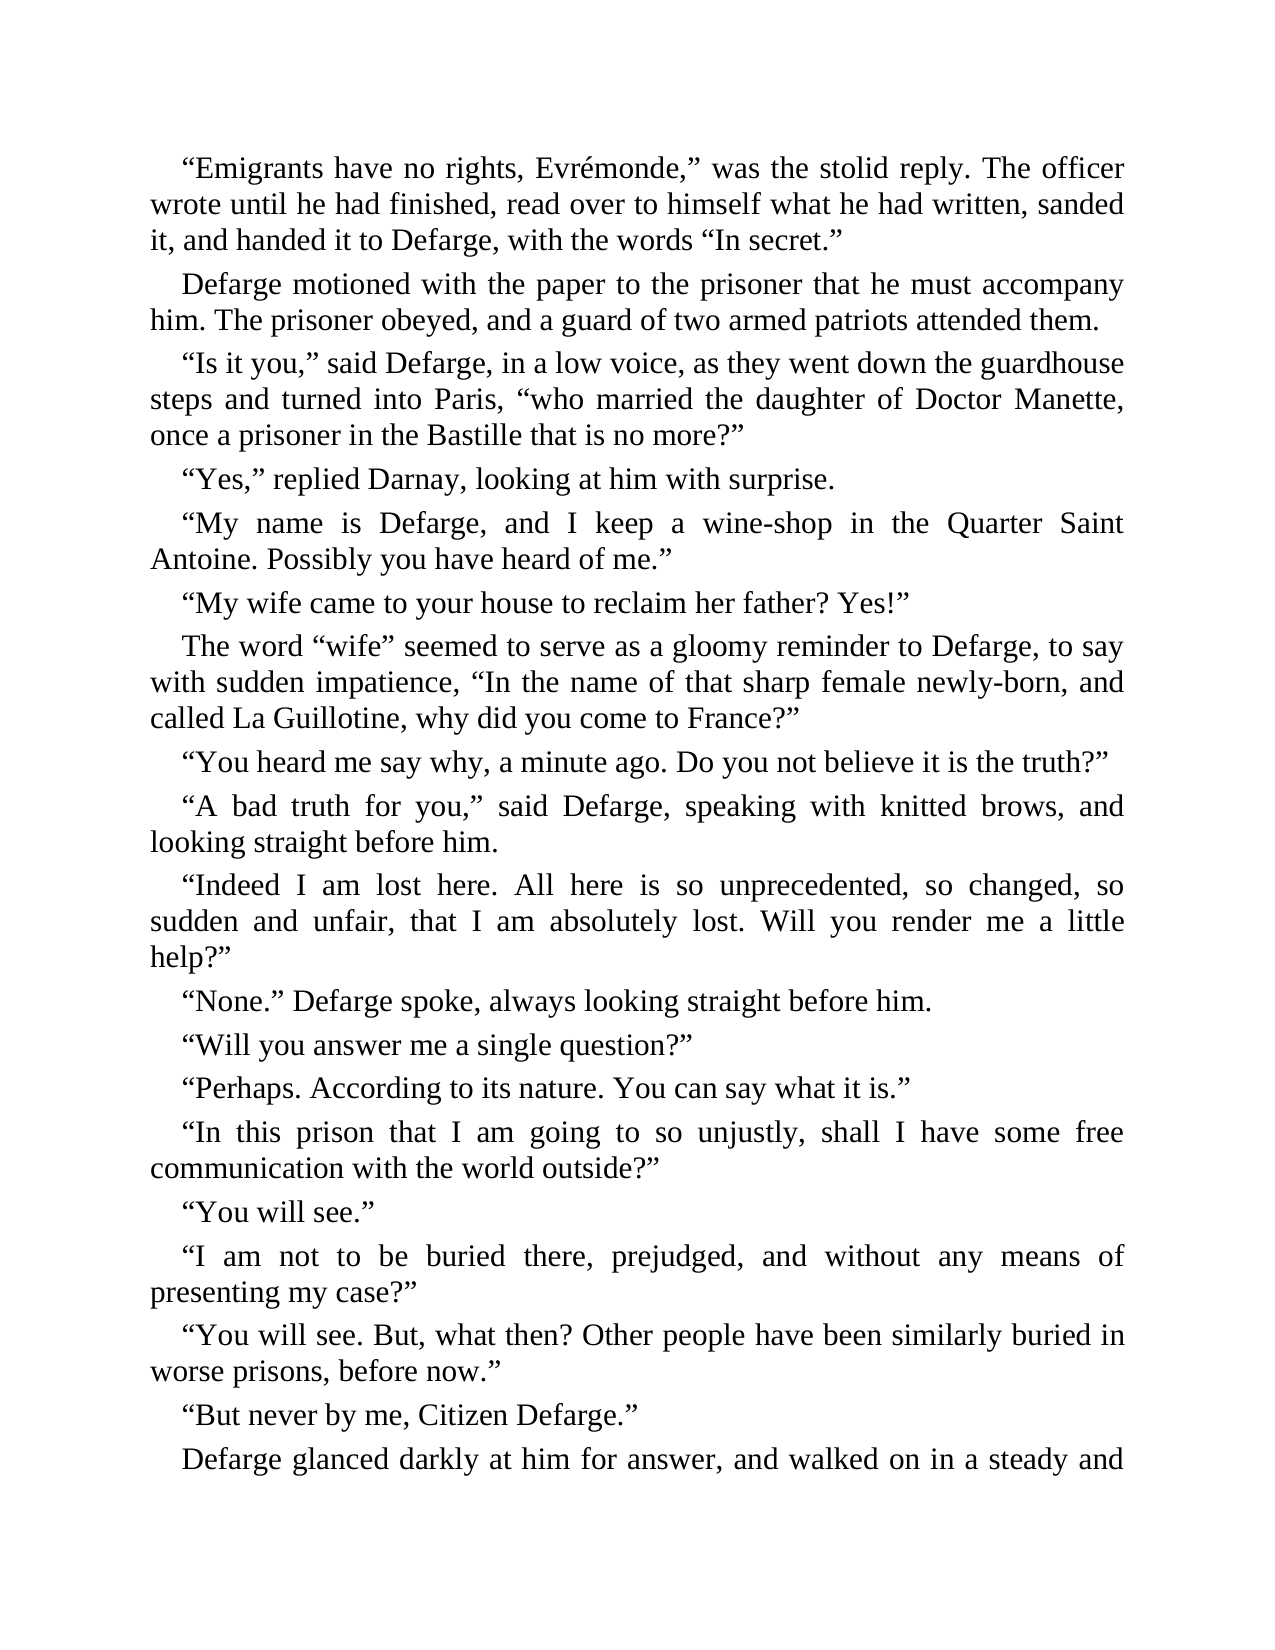 “Emigrants have no rights, Evrémonde,” was the stolid reply. The officer
wrote until he had finished, read over to himself what he had written, sanded
it, and handed it to Defarge, with the words “In secret.”
Defarge motioned with the paper to the prisoner that he must accompany
him. The prisoner obeyed, and a guard of two armed patriots attended them.
“Is it you,” said Defarge, in a low voice, as they went down the guardhouse
steps and turned into Paris, “who married the daughter of Doctor Manette,
once a prisoner in the Bastille that is no more?”
“Yes,” replied Darnay, looking at him with surprise.
“My name is Defarge, and I keep a wine-shop in the Quarter Saint
Antoine. Possibly you have heard of me.”
“My wife came to your house to reclaim her father? Yes!”
The word “wife” seemed to serve as a gloomy reminder to Defarge, to say
with sudden impatience, “In the name of that sharp female newly-born, and
called La Guillotine, why did you come to France?”
“You heard me say why, a minute ago. Do you not believe it is the truth?”
“A bad truth for you,” said Defarge, speaking with knitted brows, and
looking straight before him.
“Indeed I am lost here. All here is so unprecedented, so changed, so
sudden and unfair, that I am absolutely lost. Will you render me a little
help?”
“None.” Defarge spoke, always looking straight before him.
“Will you answer me a single question?”
“Perhaps. According to its nature. You can say what it is.”
“In this prison that I am going to so unjustly, shall I have some free
communication with the world outside?”
“You will see.”
“I am not to be buried there, prejudged, and without any means of
presenting my case?”
“You will see. But, what then? Other people have been similarly buried in
worse prisons, before now.”
“But never by me, Citizen Defarge.”
Defarge glanced darkly at him for answer, and walked on in a steady and